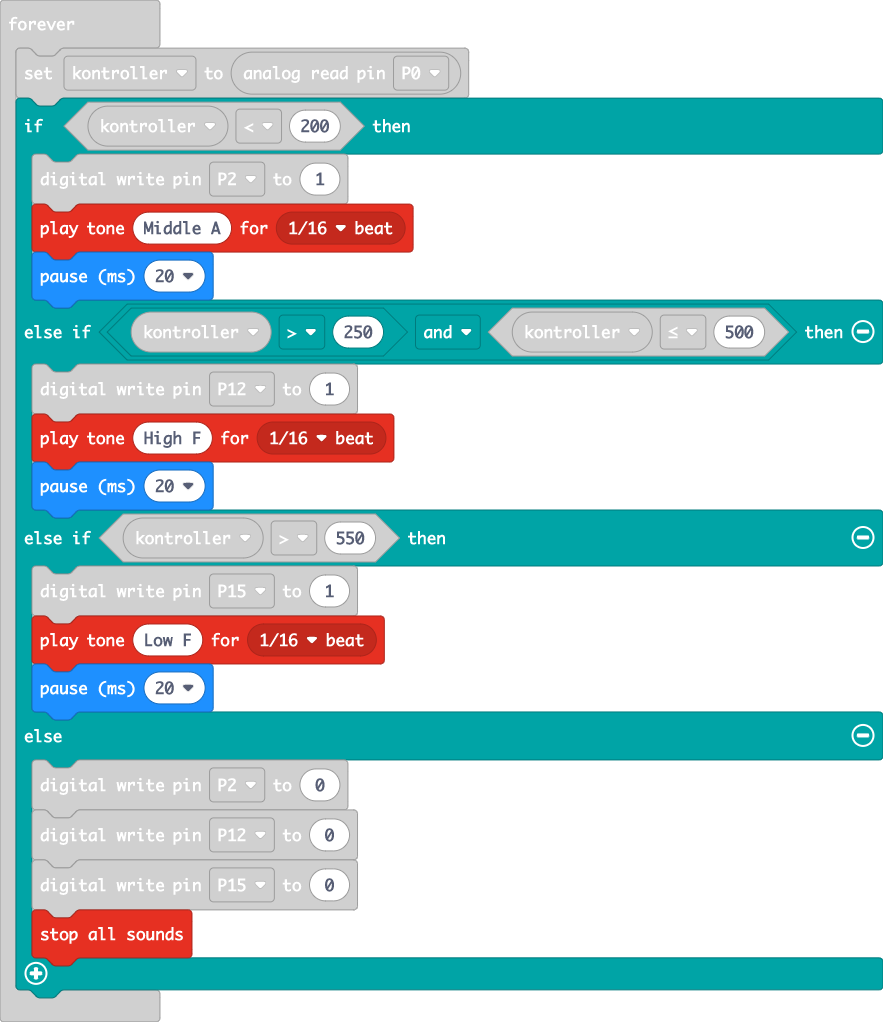 forever
set kontroller to analog read pin P0
if kontroller < 200 then
digital write pin P2 to 1
play tone Middle A for 1/16 beat
pause (ms) 20
else if kontroller > 250 and kontroller ≤ 500 then
digital write pin P12 to 1
play tone High F for 1/16 beat
pause (ms) 20
else if kontroller > 550 then
digital write pin P15 to 1
play tone Low F for 1/16 beat
pause (ms) 20
else
digital write pin P2 to 0
digital write pin P12 to 0
digital write pin P15 to 0
stop all sounds